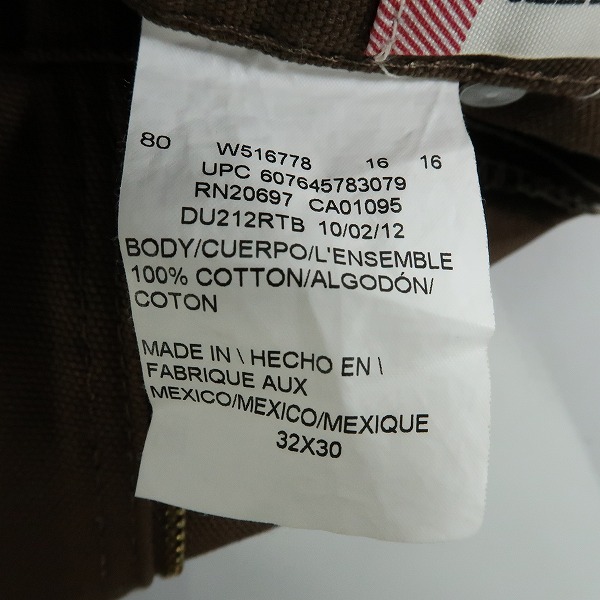 80 W516778 16 16
UPC 607645783079
RN20697 CA01095
DU212RTB 10/02/12
BODY/CUERPO/L'ENSEMBLE
100% COTTON/ALGODÓN/
COTON
MADE IN \ HECHO EN \
FABRIQUE AUX
MEXICO/MEXICO/MEXIQUE
32X30